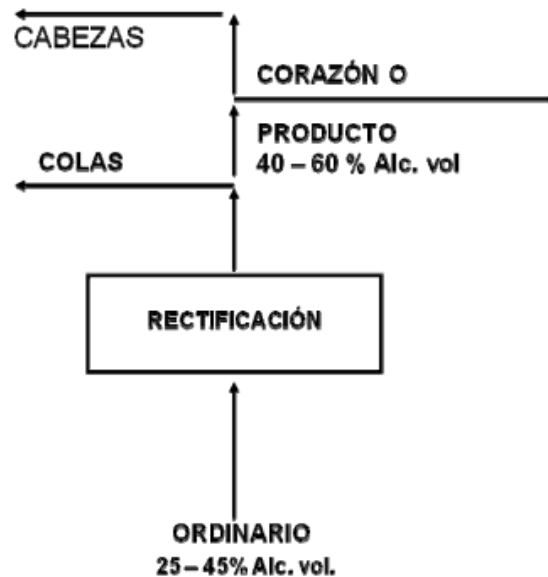 CABEZAS
CORAZÓN O
PRODUCTO
40 – 60 % Alc. vol
COLAS
RECTIFICACIÓN
ORDINARIO
25 – 45% Alc. vol.